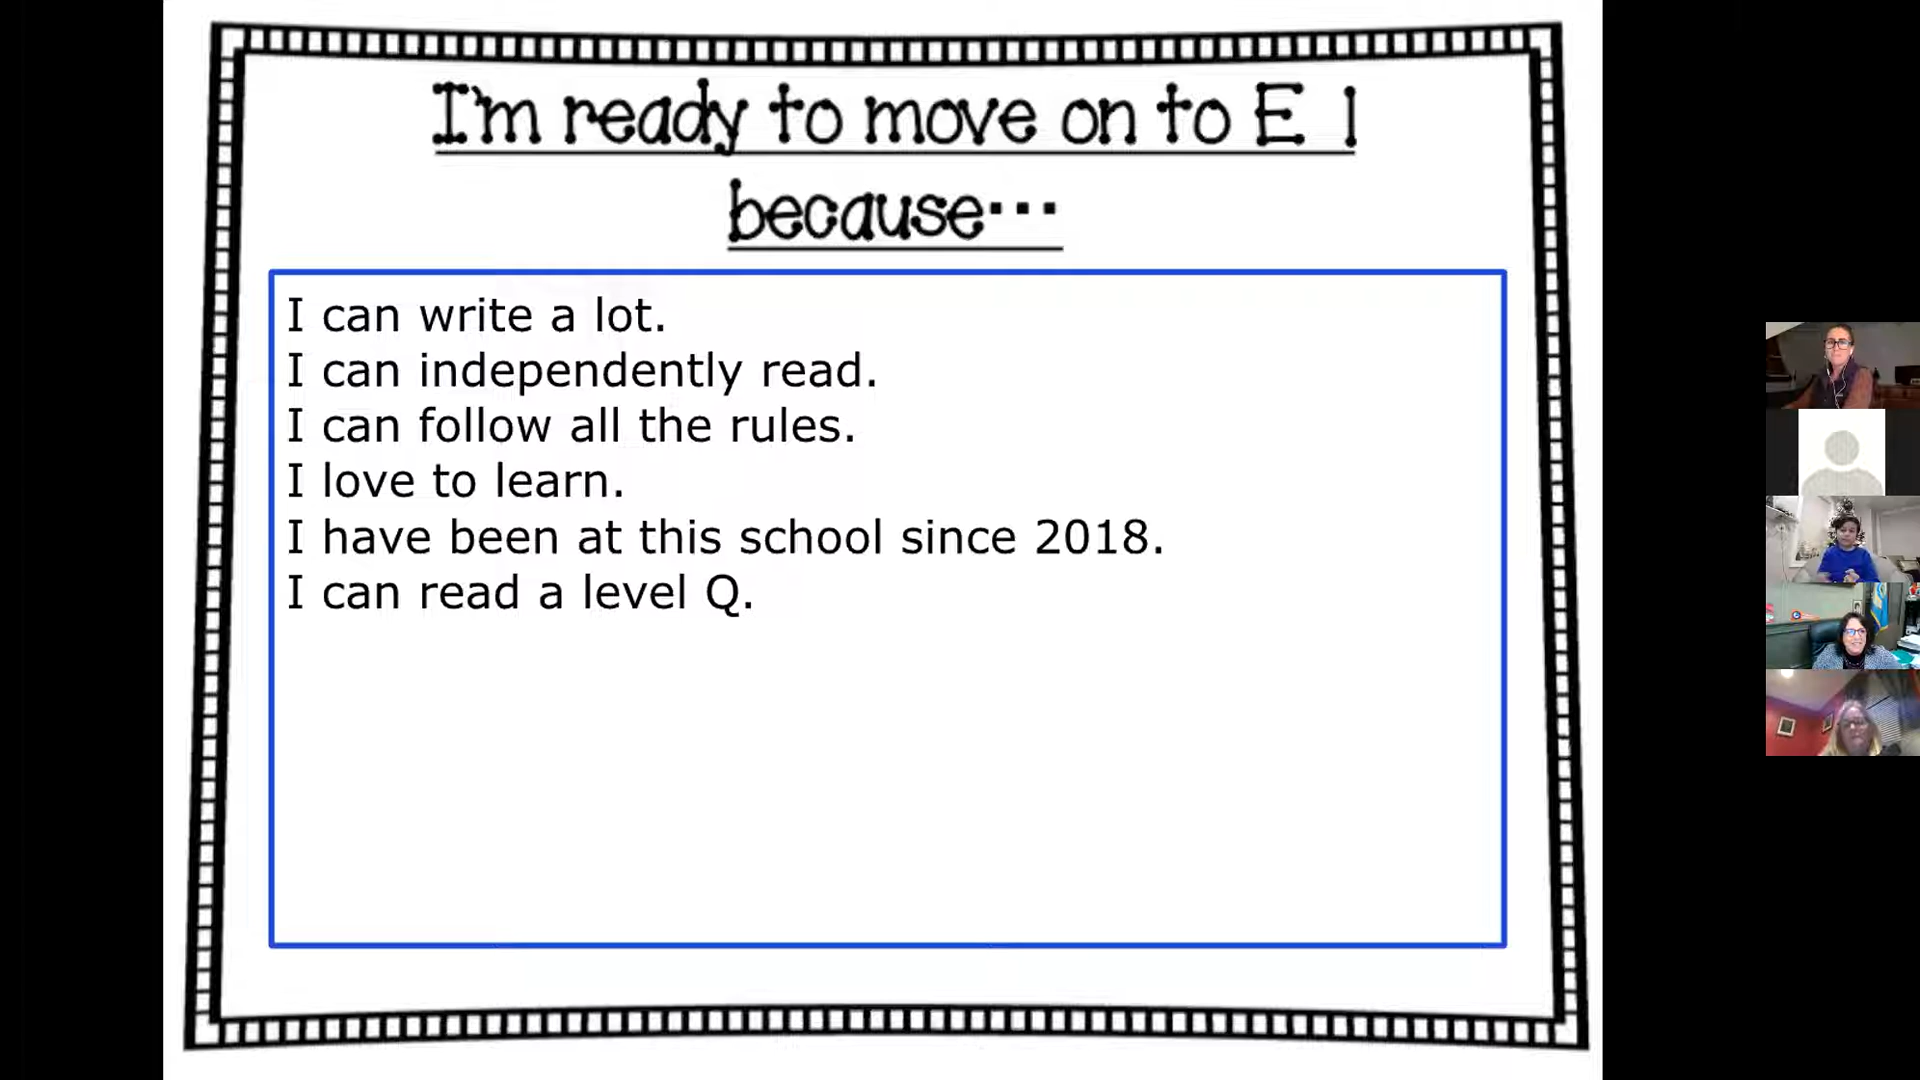 I'm ready to move on to E 1
because...
I can write a lot.
I can independently read.
I can follow all the rules.
I love to learn.
I have been at this school since 2018.
I can read a level Q.